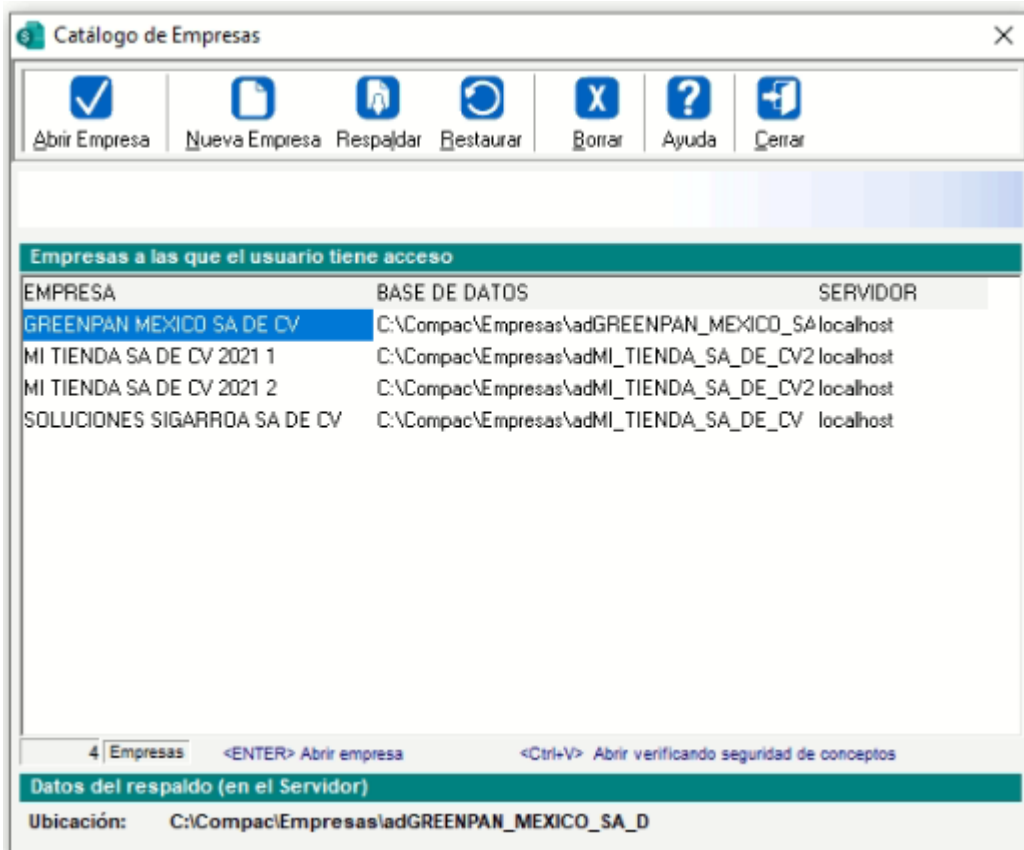 Catálogo de Empresas
Abrir Empresa Nueva Empresa Respaldar Restaurar Borrar Ayuda Cerrar
Empresas a las que el usuario tiene acceso
EMPRESA BASE DE DATOS SERVIDOR
GREENPAN MEXICO SA DE CV C:\Compac\Empresas\adGREENPAN_MEXICO_SA localhost
MI TIENDA SA DE CV 2021 1 C:\Compac\Empresas\adMI_TIENDA_SA_DE_CV2 localhost
MI TIENDA SA DE CV 2021 2 C:\Compac\Empresas\adMI_TIENDA_SA_DE_CV2 localhost
SOLUCIONES SIGARROA SA DE CV C:\Compac\Empresas\adMI_TIENDA_SA_DE_CV localhost
4 Empresas <ENTER> Abrir empresa <Ctrl+V> Abrir verificando seguridad de conceptos
Datos del respaldo (en el Servidor)
Ubicación: C:\Compac\Empresas\adGREENPAN_MEXICO_SA_D